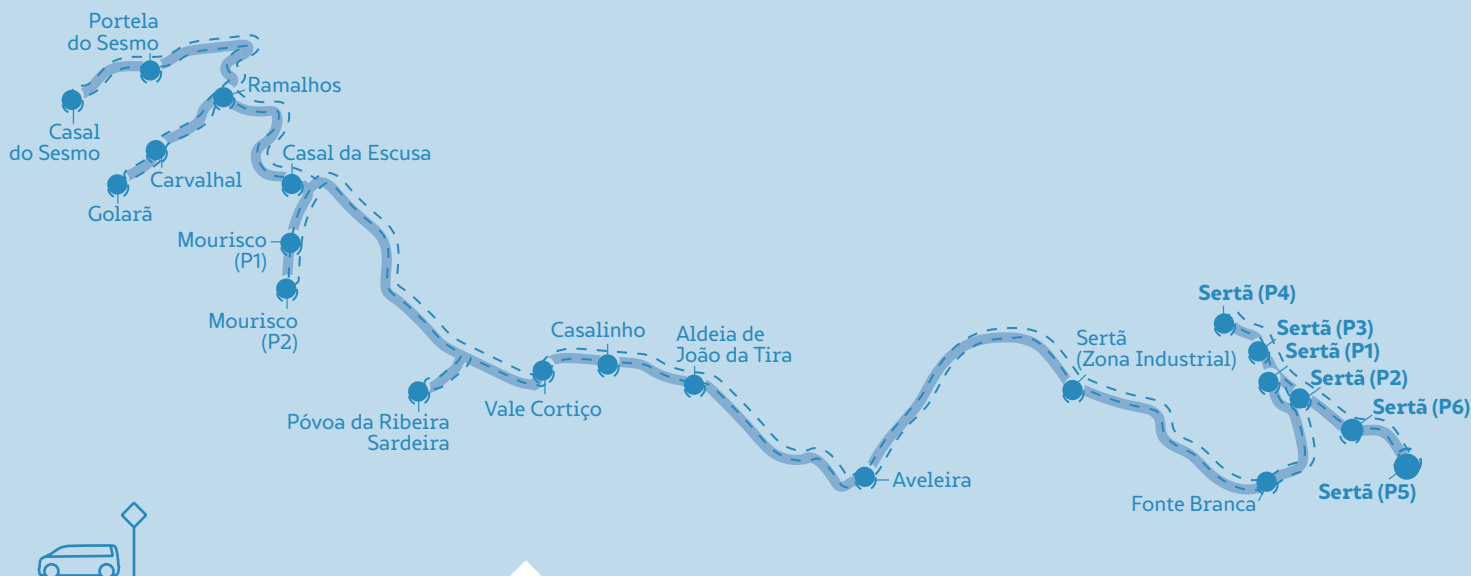 Portela
do Sesmo
Ramalhos
Casal
do Sesmo
Casal da Escusa
Carvalhal
Golarã
Mourisco
(P1)
Mourisco
(P2)
Póvoa da Ribeira
Sardeira
Vale Cortiço
Casalinho
Aldeia de
João da Tira
Aveleira
Sertã
(Zona Industrial)
Fonte Branca
Sertã (P4)
Sertã (P3)
Sertã (P1)
Sertã (P2)
Sertã (P6)
Sertã (P5)